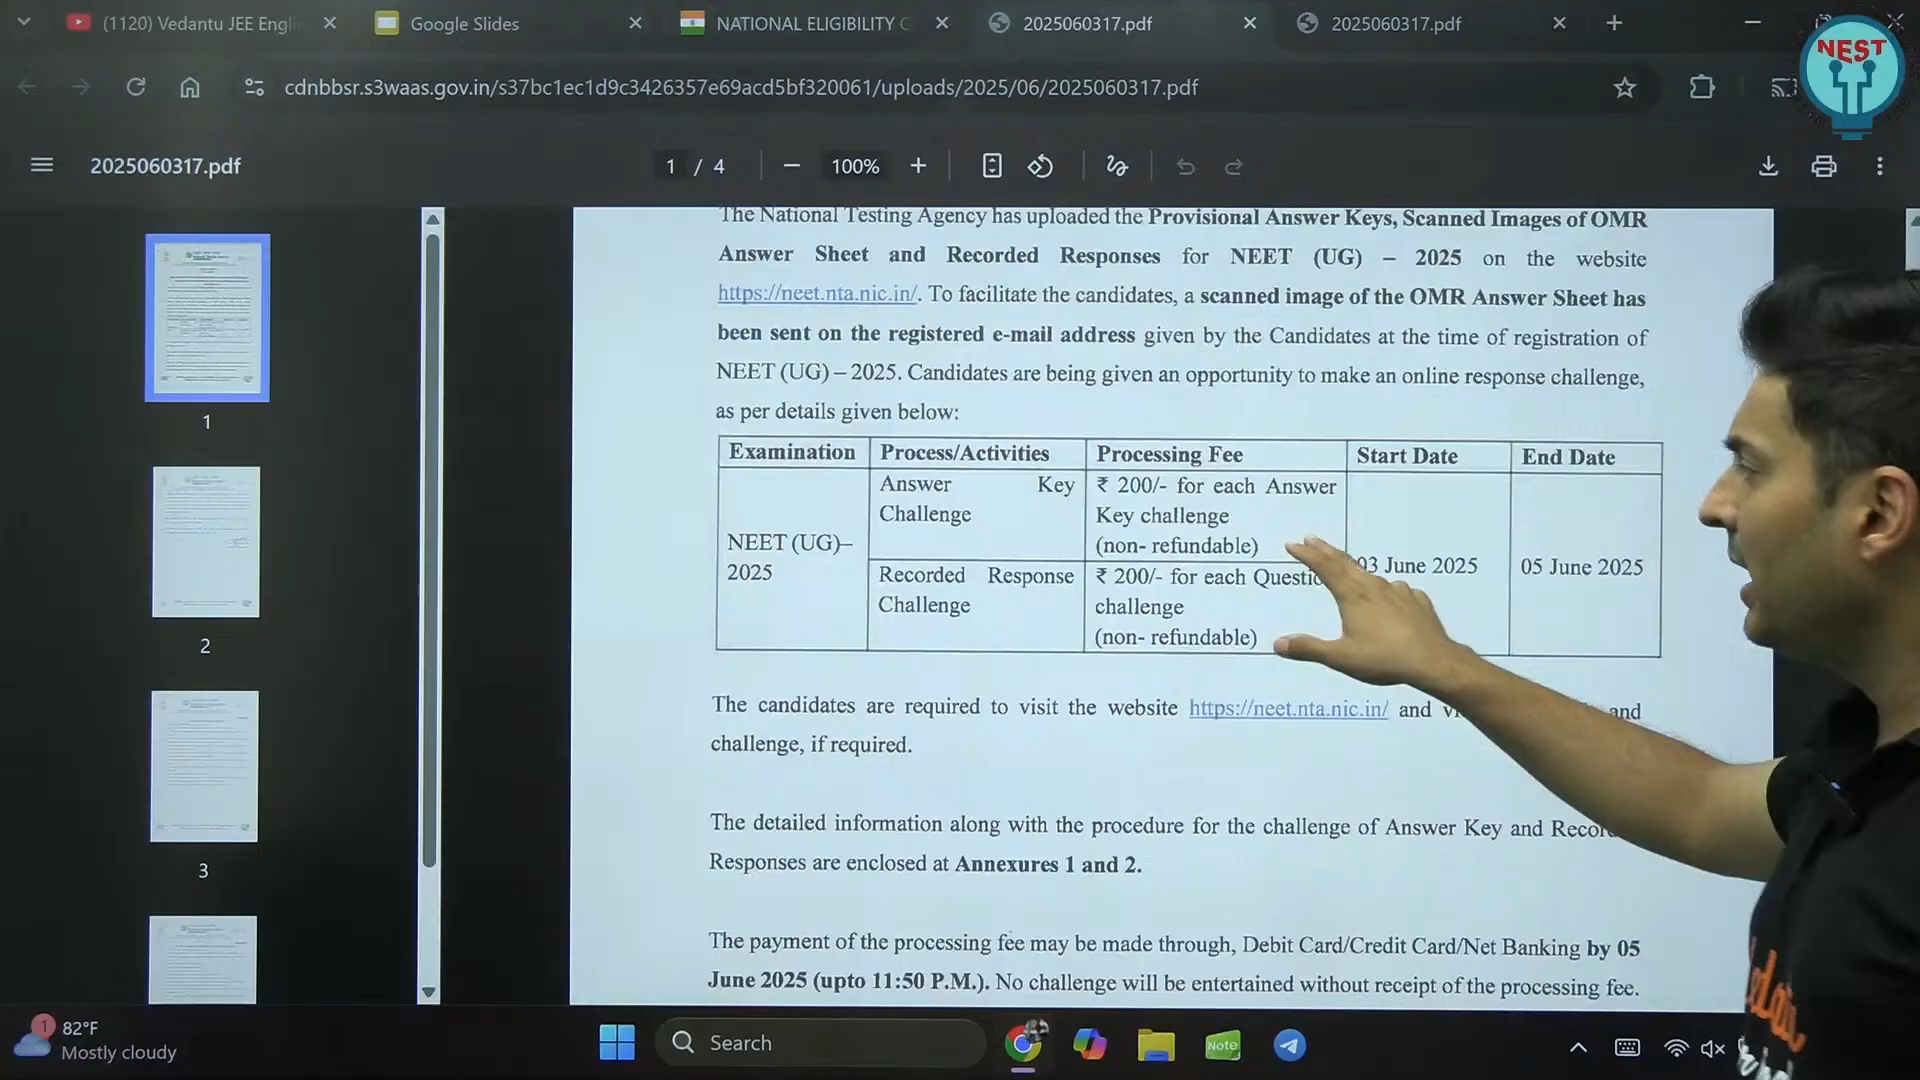 (1120) Vedantu JEE Engli
Google Slides
NATIONAL ELIGIBILITY C
2025060317.pdf
2025060317.pdf
NEST
cdnbbsr.s3waas.gov.in/s37bc1ec1d9c3426357e69acd5bf320061/uploads/2025/06/2025060317.pdf
2025060317.pdf
1 / 4
100%
The National Testing Agency has uploaded the Provisional Answer Keys, Scanned Images of OMR
Answer Sheet and Recorded Responses for NEET (UG) – 2025 on the website
https://neet.nta.nic.in/. To facilitate the candidates, a scanned image of the OMR Answer Sheet has
been sent on the registered e-mail address given by the Candidates at the time of registration of
NEET (UG) – 2025. Candidates are being given an opportunity to make an online response challenge,
as per details given below:
Examination Process/Activities Processing Fee Start Date End Date
NEET (UG)–
2025
Answer Key
Challenge
₹ 200/- for each Answer
Key challenge
(non- refundable)
Recorded Response
Challenge
₹ 200/- for each Questio
challenge
(non- refundable)
03 June 2025
05 June 2025
The candidates are required to visit the website https://neet.nta.nic.in/ and and
challenge, if required.
The detailed information along with the procedure for the challenge of Answer Key and Recor
Responses are enclosed at Annexures 1 and 2.
The payment of the processing fee may be made through, Debit Card/Credit Card/Net Banking by 05
June 2025 (upto 11:50 P.M.). No challenge will be entertained without receipt of the processing fee.
1
2
3
1
82°F
Mostly cloudy
Search
Note